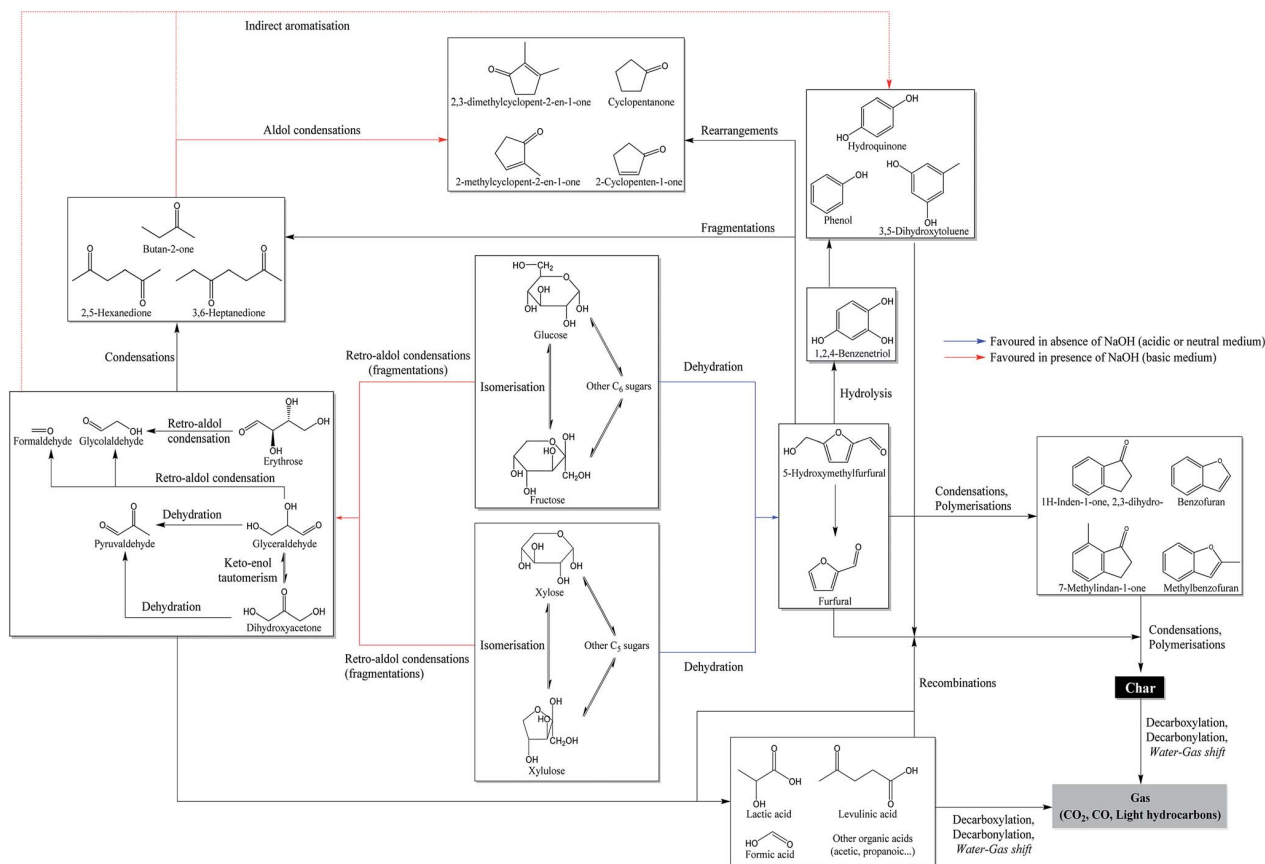 Indirect aromatisation
2,3-dimethylcyclopent-2-en-1-one
Cyclopentanone
2-methylcyclopent-2-en-1-one
2-Cyclopenten-1-one
Aldol condensations
Rearrangements
Hydroquinone
Phenol
3,5-Dihydroxytoluene
Butan-2-one
2,5-Hexanedione
3,6-Heptanedione
Fragmentations
Condensations
Glucose
Isomerisation
Other C6 sugars
Fructose
Retro-aldol condensations
(fragmentations)
Dehydration
1,2,4-Benzenetriol
Hydrolysis
Favoured in absence of NaOH (acidic or neutral medium)
Favoured in presence of NaOH (basic medium)
Formaldehyde
Glycolaldehyde
Retro-aldol
condensation
Erythrose
Retro-aldol condensation
Dehydration
Pyruvaldehyde
Glyceraldehyde
Keto-enol
tautomerism
Dehydration
Dihydroxyacetone
5-Hydroxymethylfurfural
Furfural
Condensations,
Polymerisations
1H-Inden-1-one, 2,3-dihydro-
Benzofuran
7-Methylindan-1-one
Methylbenzofuran
Xylose
Isomerisation
Other C5 sugars
Xylulose
Retro-aldol condensations
(fragmentations)
Dehydration
Condensations,
Polymerisations
Recombinations
Char
Decarboxylation,
Decarbonylation,
Water-Gas shift
Lactic acid
Levulinic acid
Formic acid
Other organic acids
(acetic, propanoic...)
Decarboxylation,
Decarbonylation,
Water-Gas shift
Gas
(CO2, CO, Light hydrocarbons)